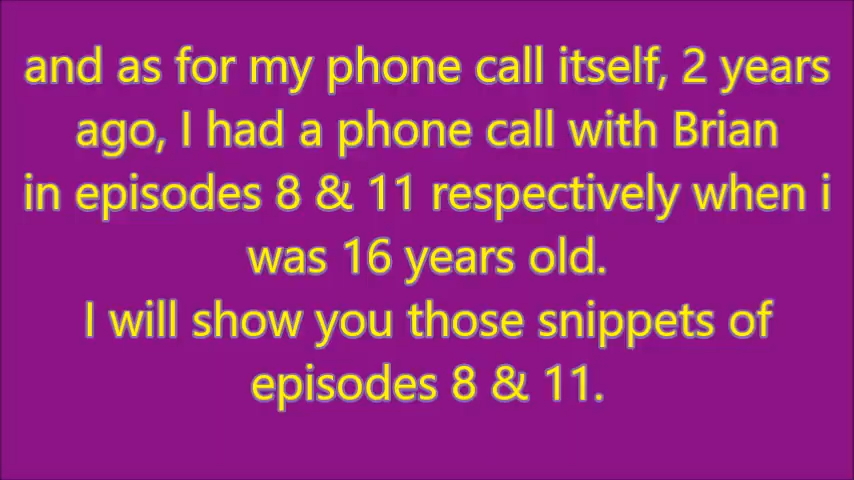 and as for my phone call itself, 2 years
ago, I had a phone call with Brian
in episodes 8 & 11 respectively when i
was 16 years old.
I will show you those snippets of
episodes 8 & 11.